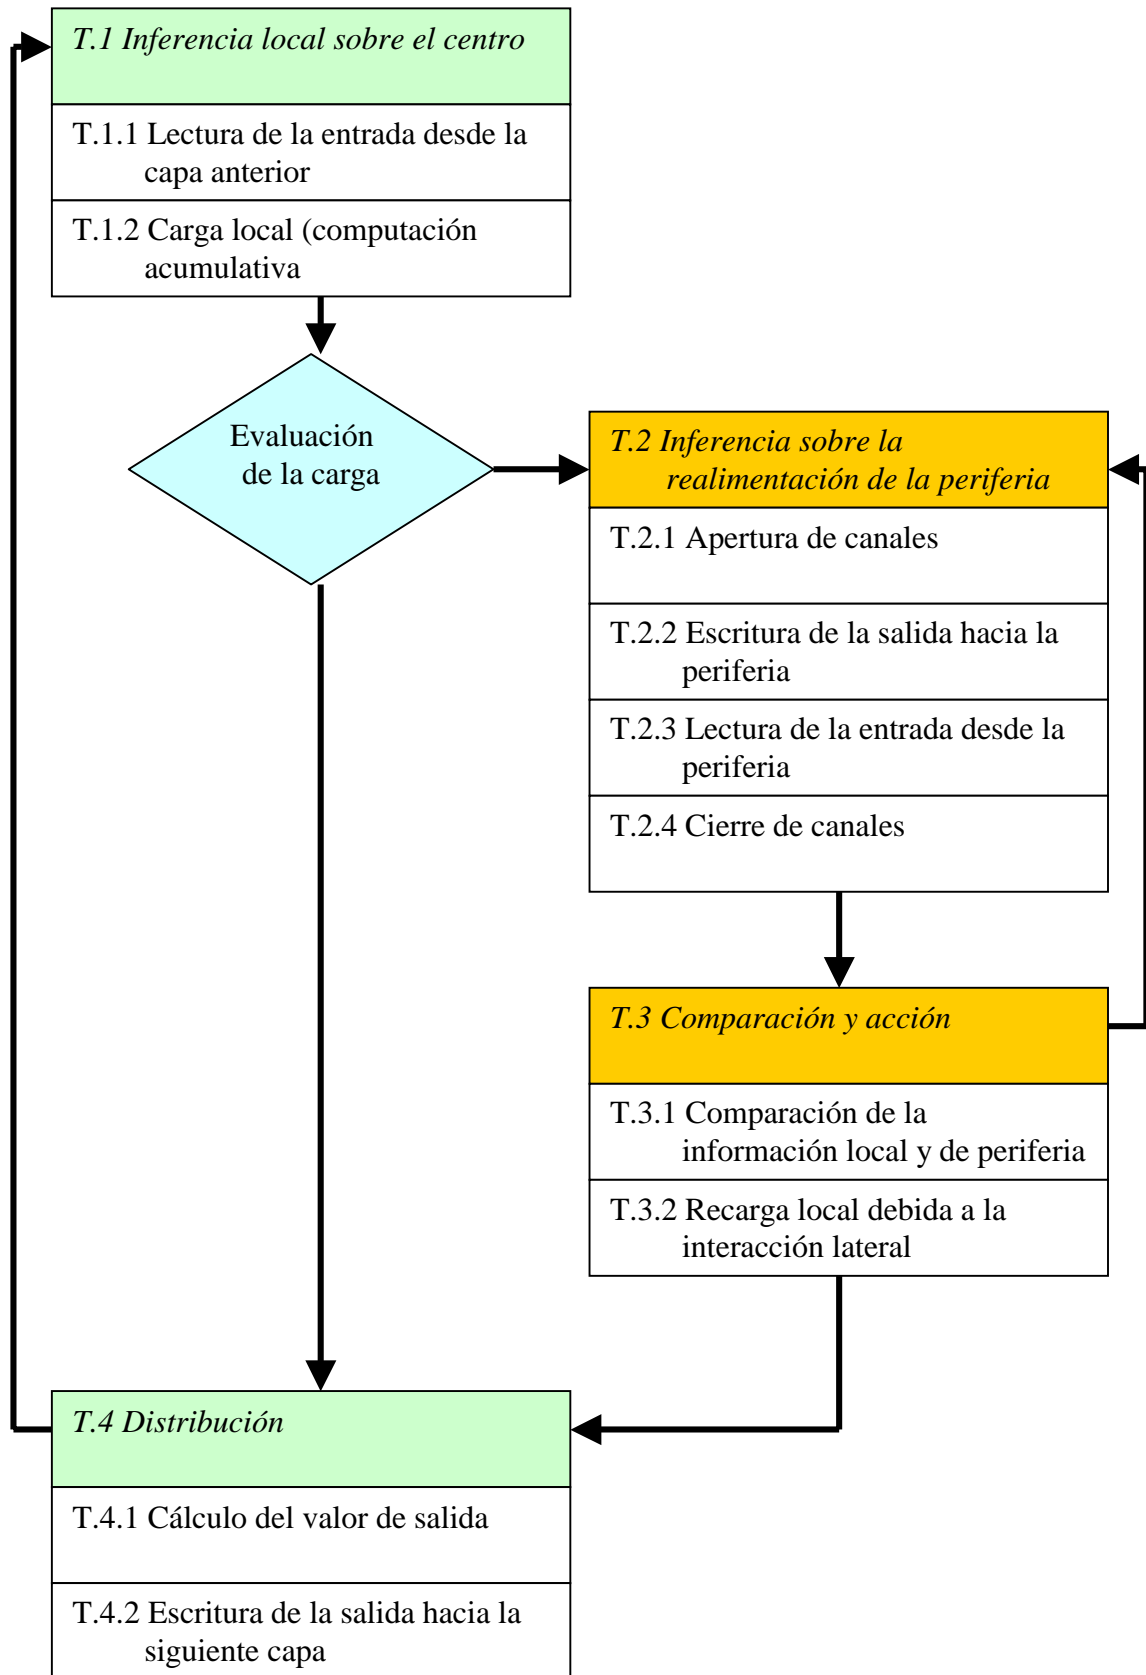 T.1 Inferencia local sobre el centro
T.1.1 Lectura de la entrada desde la
capa anterior
T.1.2 Carga local (computación
acumulativa
Evaluación
de la carga
T.2 Inferencia sobre la
realimentación de la periferia
T.2.1 Apertura de canales
T.2.2 Escritura de la salida hacia la
periferia
T.2.3 Lectura de la entrada desde la
periferia
T.2.4 Cierre de canales
T.3 Comparación y acción
T.3.1 Comparación de la
información local y de periferia
T.3.2 Recarga local debida a la
interacción lateral
T.4 Distribución
T.4.1 Cálculo del valor de salida
T.4.2 Escritura de la salida hacia la
siguiente capa